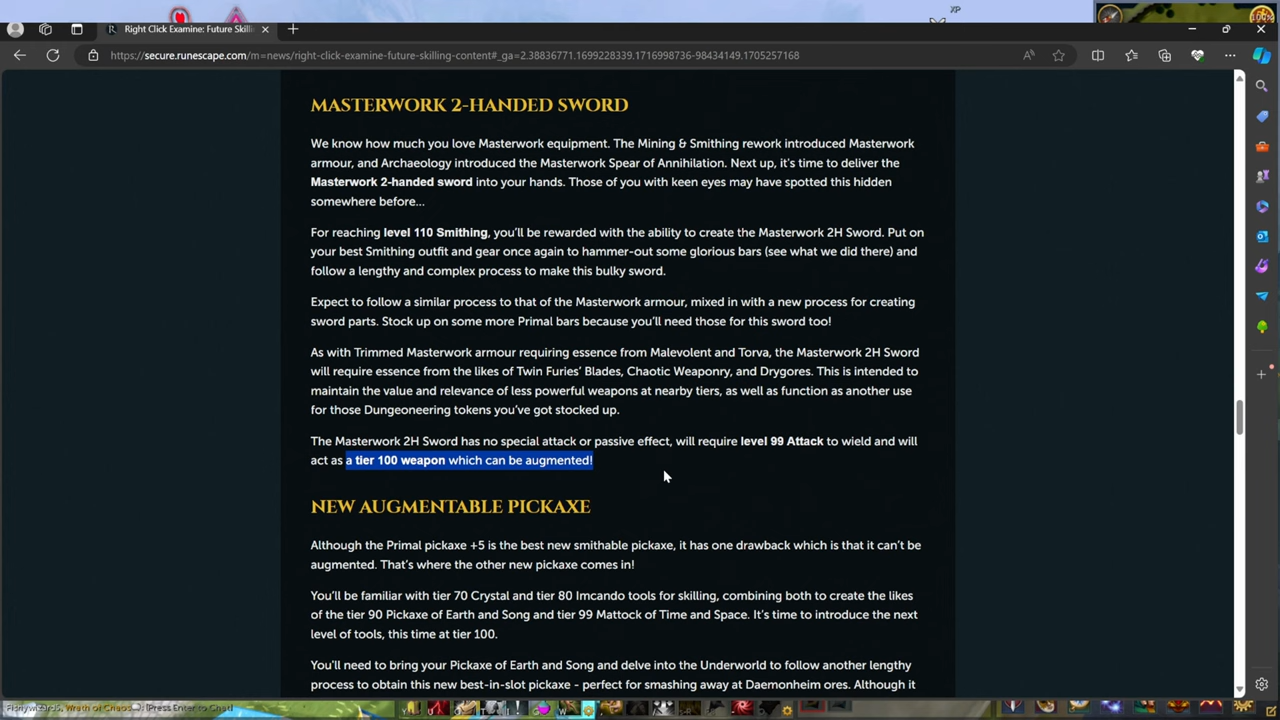 XP
100%
Right Click Examine: Future Skilli
https://secure.runescape.com/m=news/right-click-examine-future-skilling-content#_ga=2.38836771.1699228339.1716998736-98434149.1705257168
MASTERWORK 2-HANDED SWORD
We know how much you love Masterwork equipment. The Mining & Smithing rework introduced Masterwork
armour, and Archaeology introduced the Masterwork Spear of Annihilation. Next up, it's time to deliver the
Masterwork 2-handed sword into your hands. Those of you with keen eyes may have spotted this hidden
somewhere before...
For reaching level 110 Smithing, you'll be rewarded with the ability to create the Masterwork 2H Sword. Put on
your best Smithing outfit and gear once again to hammer-out some glorious bars (see what we did there) and
follow a lengthy and complex process to make this bulky sword.
Expect to follow a similar process to that of the Masterwork armour, mixed in with a new process for creating
sword parts. Stock up on some more Primal bars because you'll need those for this sword too!
As with Trimmed Masterwork armour requiring essence from Malevolent and Torva, the Masterwork 2H Sword
will require essence from the likes of Twin Furies' Blades, Chaotic Weaponry, and Drygores. This is intended to
maintain the value and relevance of less powerful weapons at nearby tiers, as well as function as another use
for those Dungeoneering tokens you've got stocked up.
The Masterwork 2H Sword has no special attack or passive effect, will require level 99 Attack to wield and will
act as a tier 100 weapon which can be augmented!
NEW AUGMENTABLE PICKAXE
Although the Primal pickaxe +5 is the best new smithable pickaxe, it has one drawback which is that it can't be
augmented. That's where the other new pickaxe comes in!
You'll be familiar with tier 70 Crystal and tier 80 Imcando tools for skilling, combining both to create the likes
of the tier 90 Pickaxe of Earth and Song and tier 99 Mattock of Time and Space. It's time to introduce the next
level of tools, this time at tier 100.
You'll need to bring your Pickaxe of Earth and Song and delve into the Underworld to follow another lengthy
process to obtain this new best-in-slot pickaxe - perfect for smashing away at Daemonheim ores. Although it
Wrath or Chaos: [Press Enter to Chat]